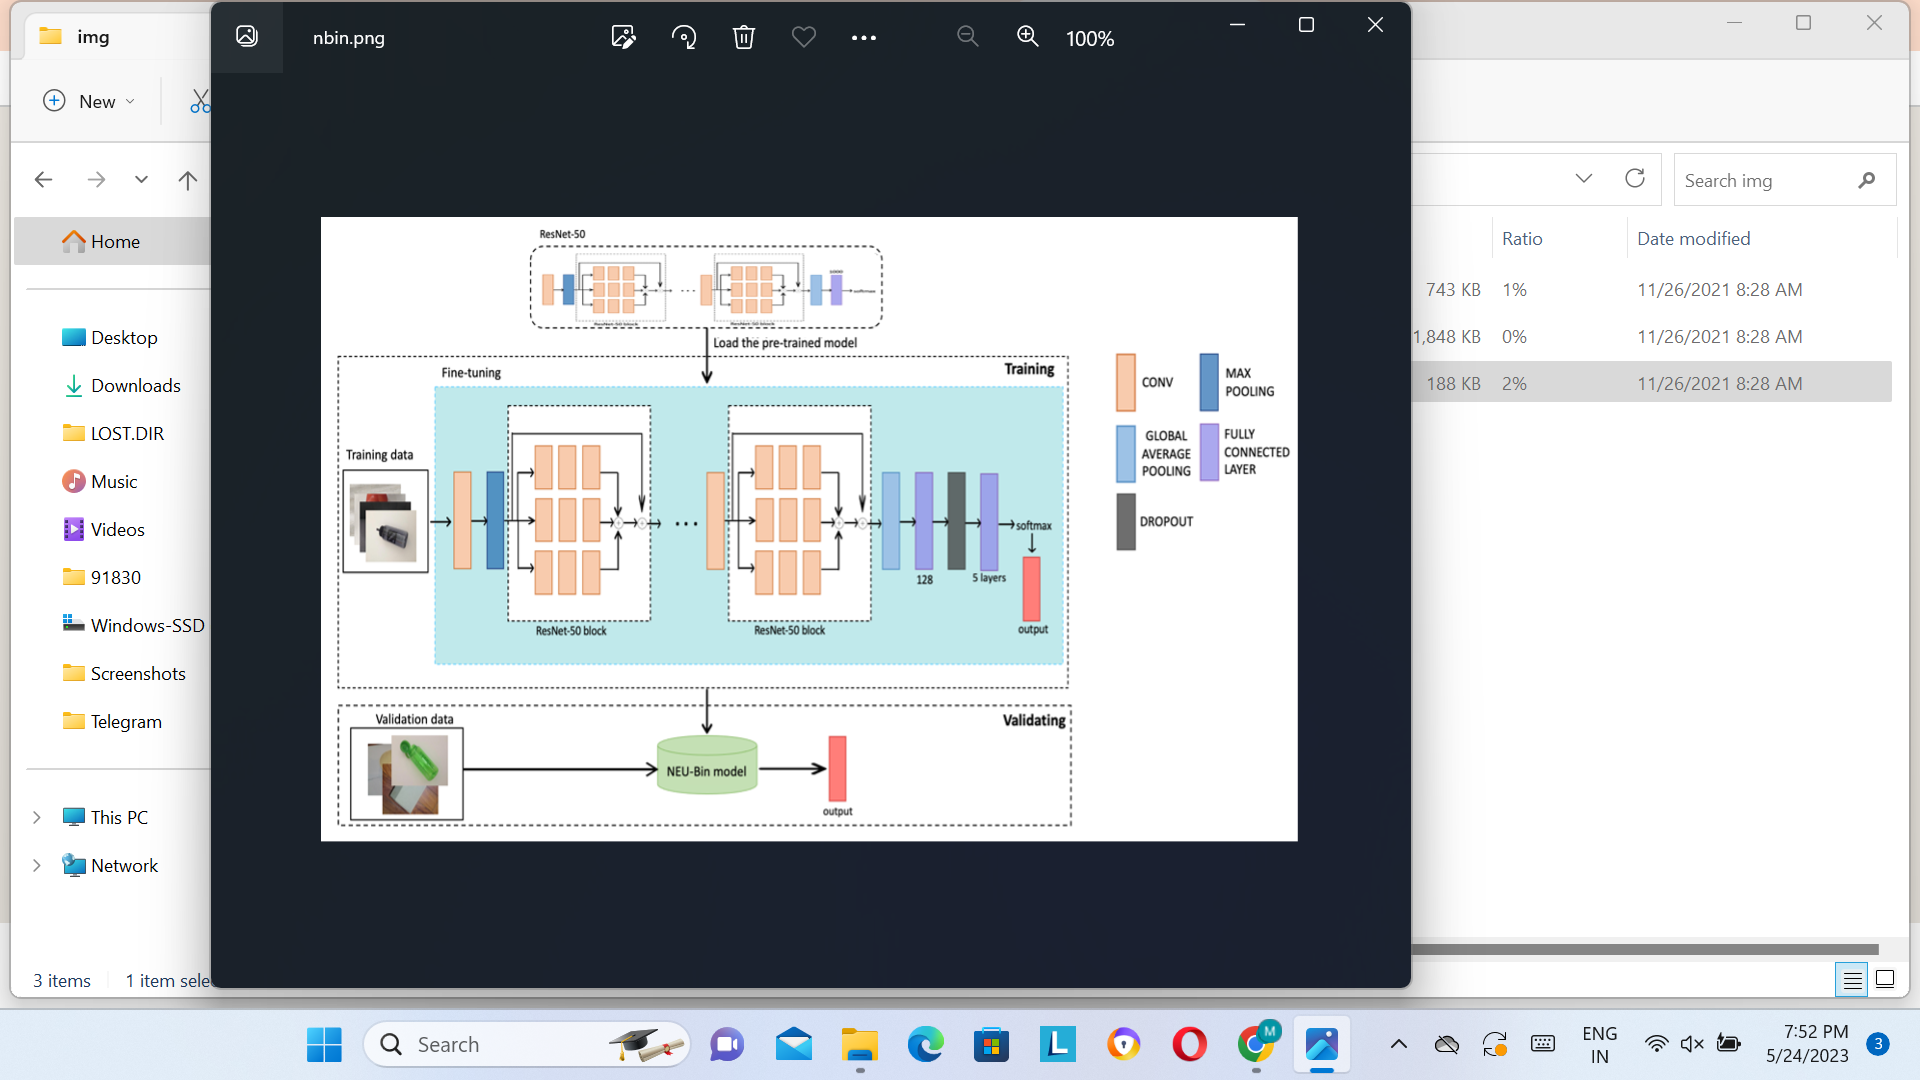 img
nbin.png
100%
New
Search img
Home
Ratio
Date modified
743 KB 1% 11/26/2021 8:28 AM
1,848 KB 0% 11/26/2021 8:28 AM
188 KB 2% 11/26/2021 8:28 AM
Desktop
Downloads
LOST.DIR
Music
Videos
91830
Windows-SSD
Screenshots
Telegram
This PC
Network
3 items
1 item sele
ResNet-50
Load the pre-trained model
Fine-tuning
Training
Training data
ResNet-50 block
ResNet-50 block
128
5 layers
softmax
output
CONV
MAX
POOLING
GLOBAL
AVERAGE
POOLING
FULLY
CONNECTED
LAYER
DROPOUT
Validation data
Validating
NEU-Bin model
output
Search
M
ENG
IN
7:52 PM
5/24/2023
3